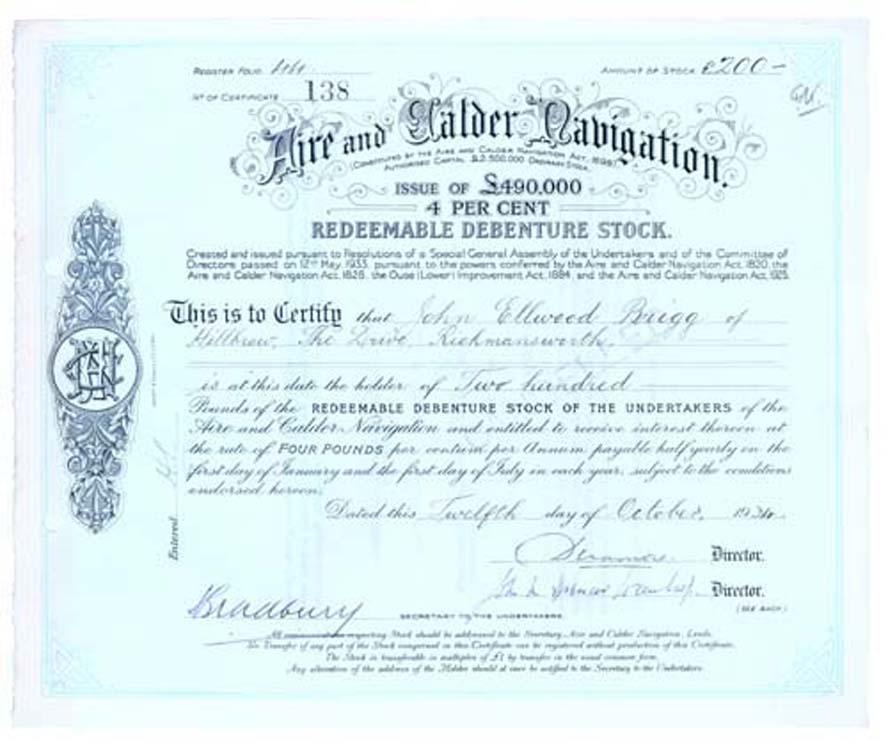 REGISTER FOLIO
AMOUNT OF STOCK £200-
No OF CERTIFICATE 138
Aire and Calder Navigation.
(CONSTITUTED BY THE AIRE AND CALDER NAVIGATION ACT, 1898)
AUTHORISED CAPITAL £2,500,000 ORDINARY STOCK.
ISSUE OF £490,000
4 PER CENT
REDEEMABLE DEBENTURE STOCK.
Created and issued pursuant to Resolutions of a Special General Assembly of the Undertakers and of the Committee of
Directors passed on 12th May, 1933, pursuant to the powers conferred by the Aire and Calder Navigation Act, 1820, the
Aire and Calder Navigation Act, 1828, the Ouse (Lower) Improvement Act, 1884, and the Aire and Calder Navigation Act, 1925.
This is to Certify that John Ellwood Brigg of
Hillbrow, The Drive, Rickmansworth.
is at this date the holder of Two hundred
Pounds of the REDEEMABLE DEBENTURE STOCK OF THE UNDERTAKERS of the
Aire and Calder Navigation and entitled to receive interest thereon at
the rate of FOUR POUNDS per centum per Annum payable half yearly on the
first day of January and the first day of July in each year, subject to the conditions
endorsed hereon.
Entered
Dated this Twelfth day of October, 1934.
Director.
Director.
(SEE BACK)
Bradbury
SECRETARY TO THE UNDERTAKERS.
All respecting Stock should be addressed to the Secretary, Aire and Calder Navigation, Leeds.
No Transfer of any part of the Stock comprised in this Certificate can be registered without production of this Certificate.
The Stock is transferable in multiples of £1 by transfer in the usual common form.
Any alteration of the address of the Holder should at once be notified to the Secretary to the Undertakers.